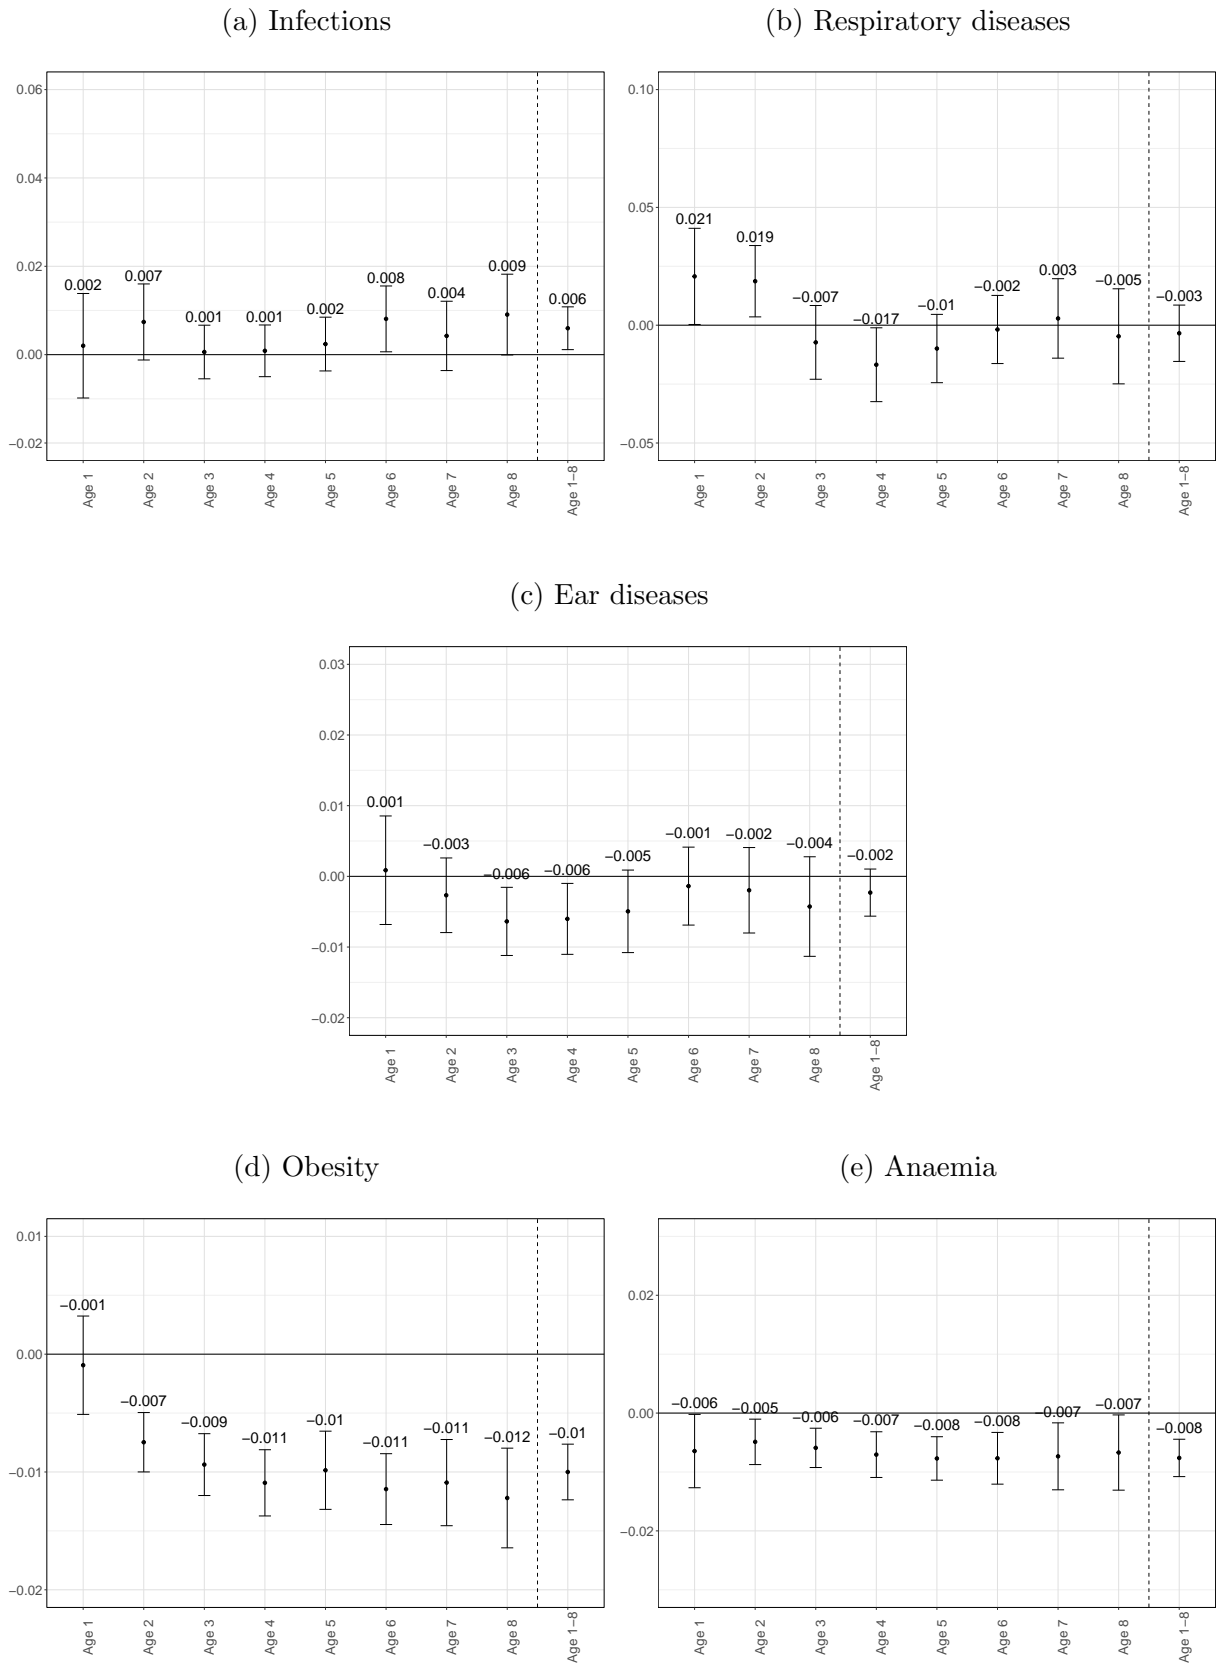 (a) Infections
(b) Respiratory diseases
0.06
0.04
0.02
0.00
−0.02
0.002
0.007
0.001
0.001
0.002
0.008
0.004
0.009
0.006
Age 1
Age 2
Age 3
Age 4
Age 5
Age 6
Age 7
Age 8
Age 1−8
0.10
0.05
0.00
−0.05
0.021
0.019
−0.007
−0.017
−0.01
−0.002
0.003
−0.005
−0.003
Age 1
Age 2
Age 3
Age 4
Age 5
Age 6
Age 7
Age 8
Age 1−8
(c) Ear diseases
0.03
0.02
0.01
0.00
−0.01
−0.02
0.001
−0.003
−0.006
−0.006
−0.005
−0.001
−0.002
−0.004
−0.002
Age 1
Age 2
Age 3
Age 4
Age 5
Age 6
Age 7
Age 8
Age 1−8
(d) Obesity
(e) Anaemia
0.01
0.00
−0.01
−0.02
−0.001
−0.007
−0.009
−0.011
−0.01
−0.011
−0.011
−0.012
−0.01
Age 1
Age 2
Age 3
Age 4
Age 5
Age 6
Age 7
Age 8
Age 1−8
0.02
0.00
−0.02
−0.006
−0.005
−0.006
−0.007
−0.008
−0.008
−0.007
−0.007
−0.008
Age 1
Age 2
Age 3
Age 4
Age 5
Age 6
Age 7
Age 8
Age 1−8